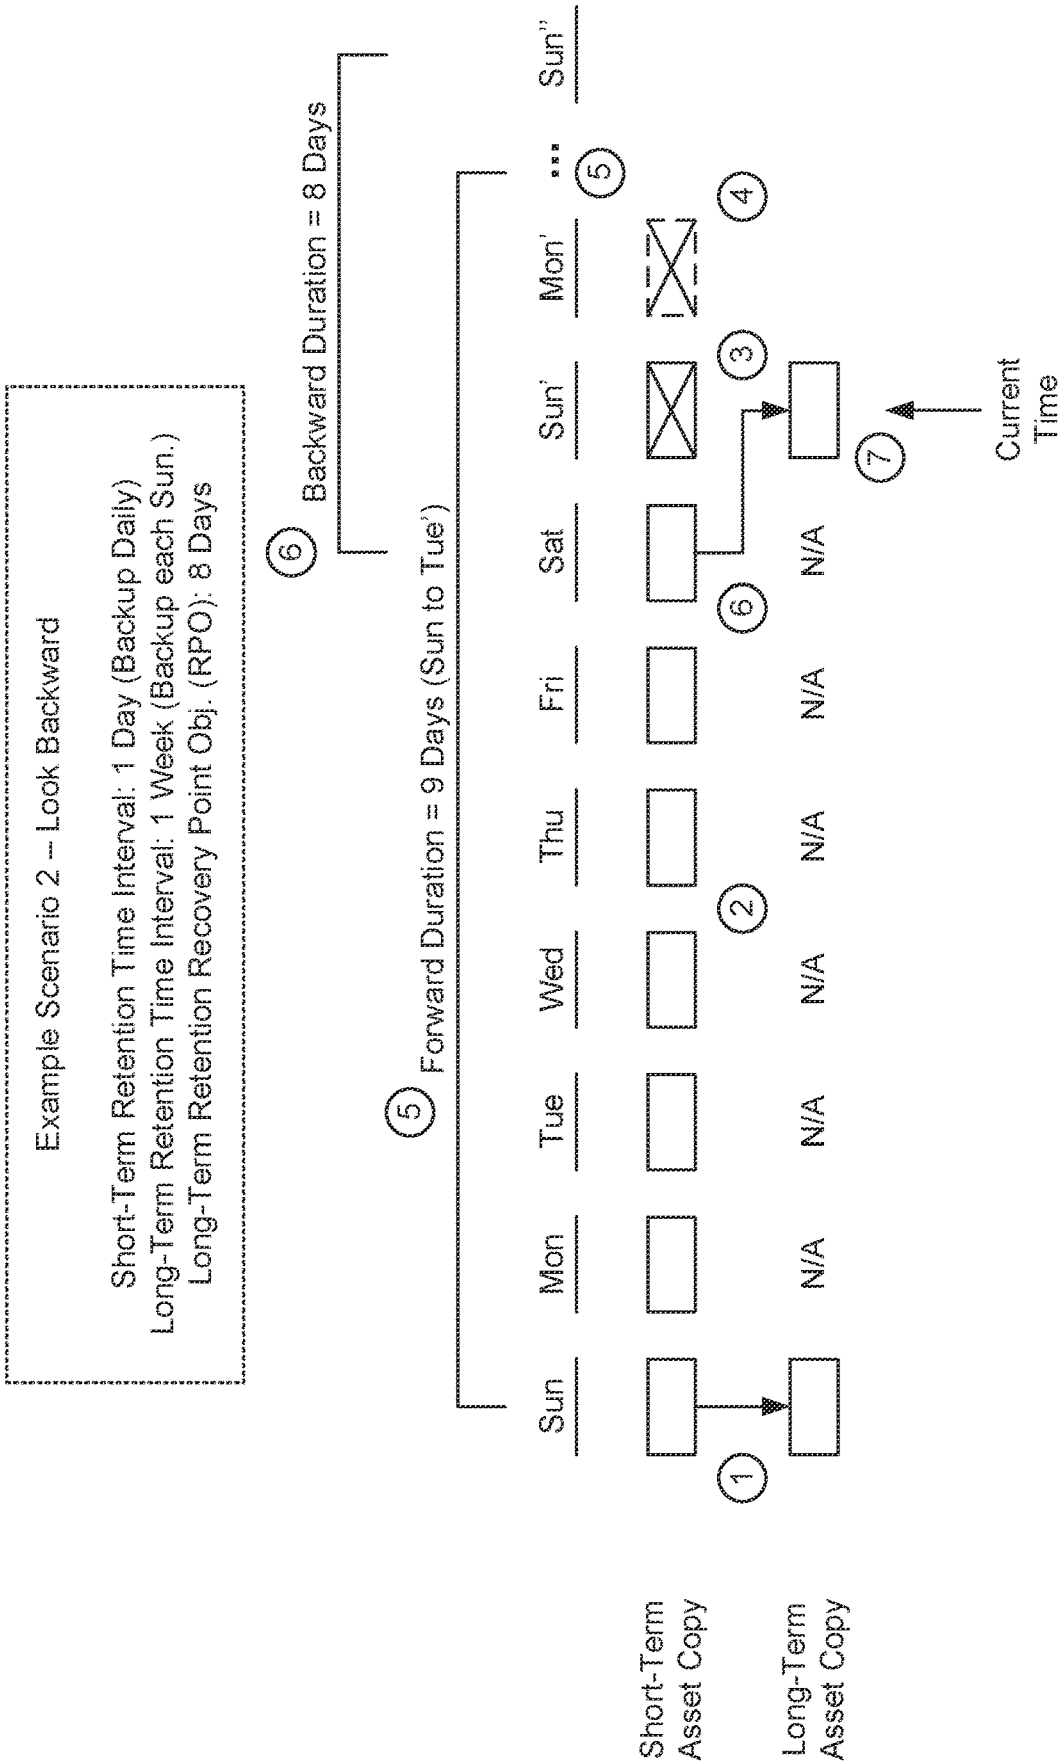 Example Scenario 2 – Look Backward
Short-Term Retention Time Interval: 1 Day (Backup Daily)
Long-Term Retention Time Interval: 1 Week (Backup each Sun.)
Long-Term Retention Recovery Point Obj. (RPO): 8 Days
6
Backward Duration = 8 Days
5
Forward Duration = 9 Days (Sun to Tue')
Sun Mon Tue Wed Thu Fri Sat Sun' Mon' ... Sun''
5
Short-Term
Asset Copy
1 2 6 3 4
Long-Term
Asset Copy
N/A N/A N/A N/A N/A N/A
7
Current
Time